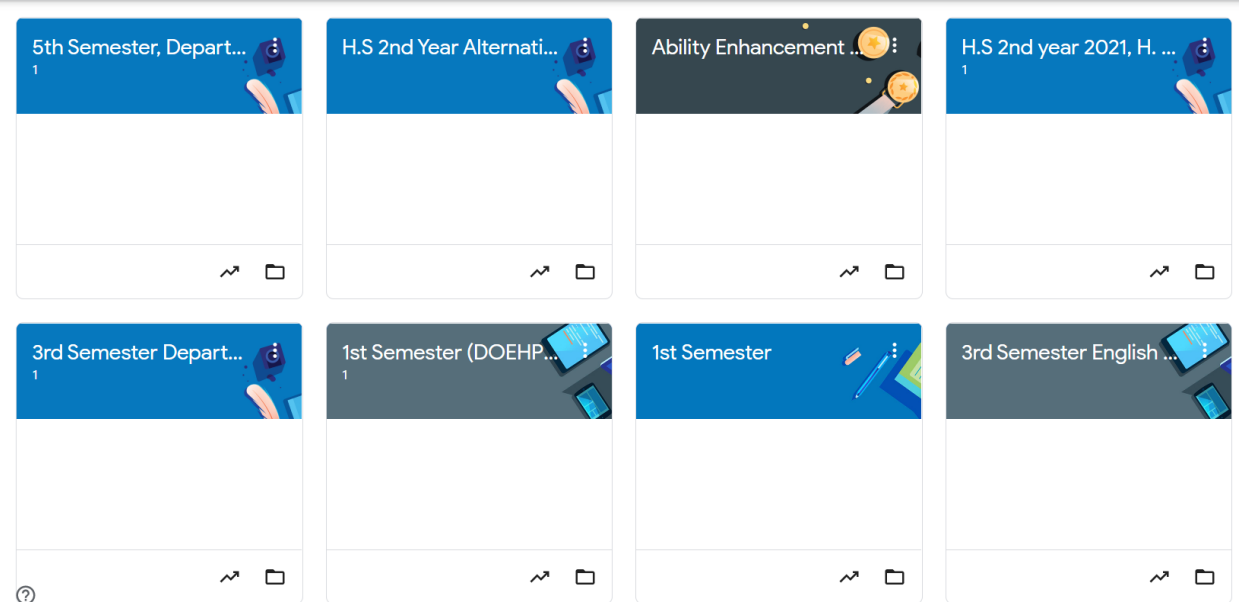 5th Semester, Depart...
1
H.S 2nd Year Alternati...
Ability Enhancement ...
H.S 2nd year 2021, H. ...
1
3rd Semester Depart...
1
1st Semester (DOEHP...
1
1st Semester
3rd Semester English ...